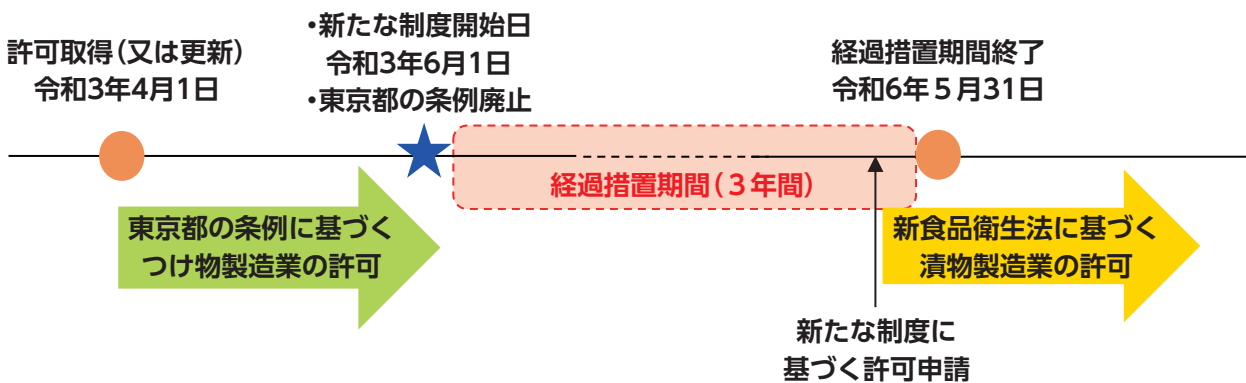 許可取得（又は更新）
令和3年4月1日
・新たな制度開始日
令和3年6月1日
・東京都の条例廃止
経過措置期間終了
令和6年５月31日
経過措置期間（３年間）
東京都の条例に基づく
つけ物製造業の許可
新食品衛生法に基づく
漬物製造業の許可
新たな制度に
基づく許可申請